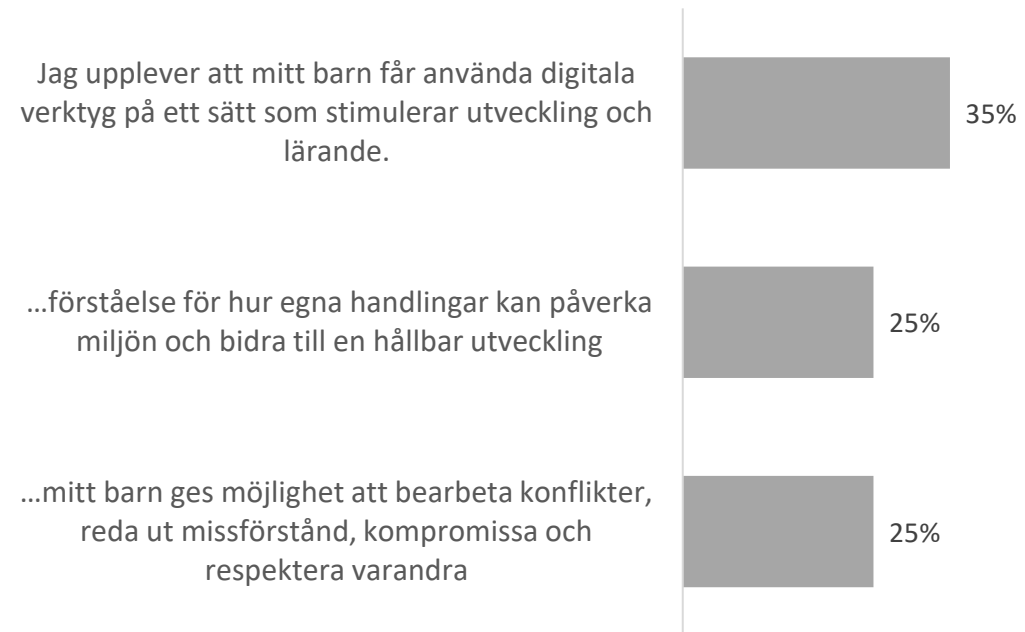 Jag upplever att mitt barn får använda digitala
verktyg på ett sätt som stimulerar utveckling och
lärande.
35%
…förståelse för hur egna handlingar kan påverka
miljön och bidra till en hållbar utveckling
25%
…mitt barn ges möjlighet att bearbeta konflikter,
reda ut missförstånd, kompromissa och
respektera varandra
25%